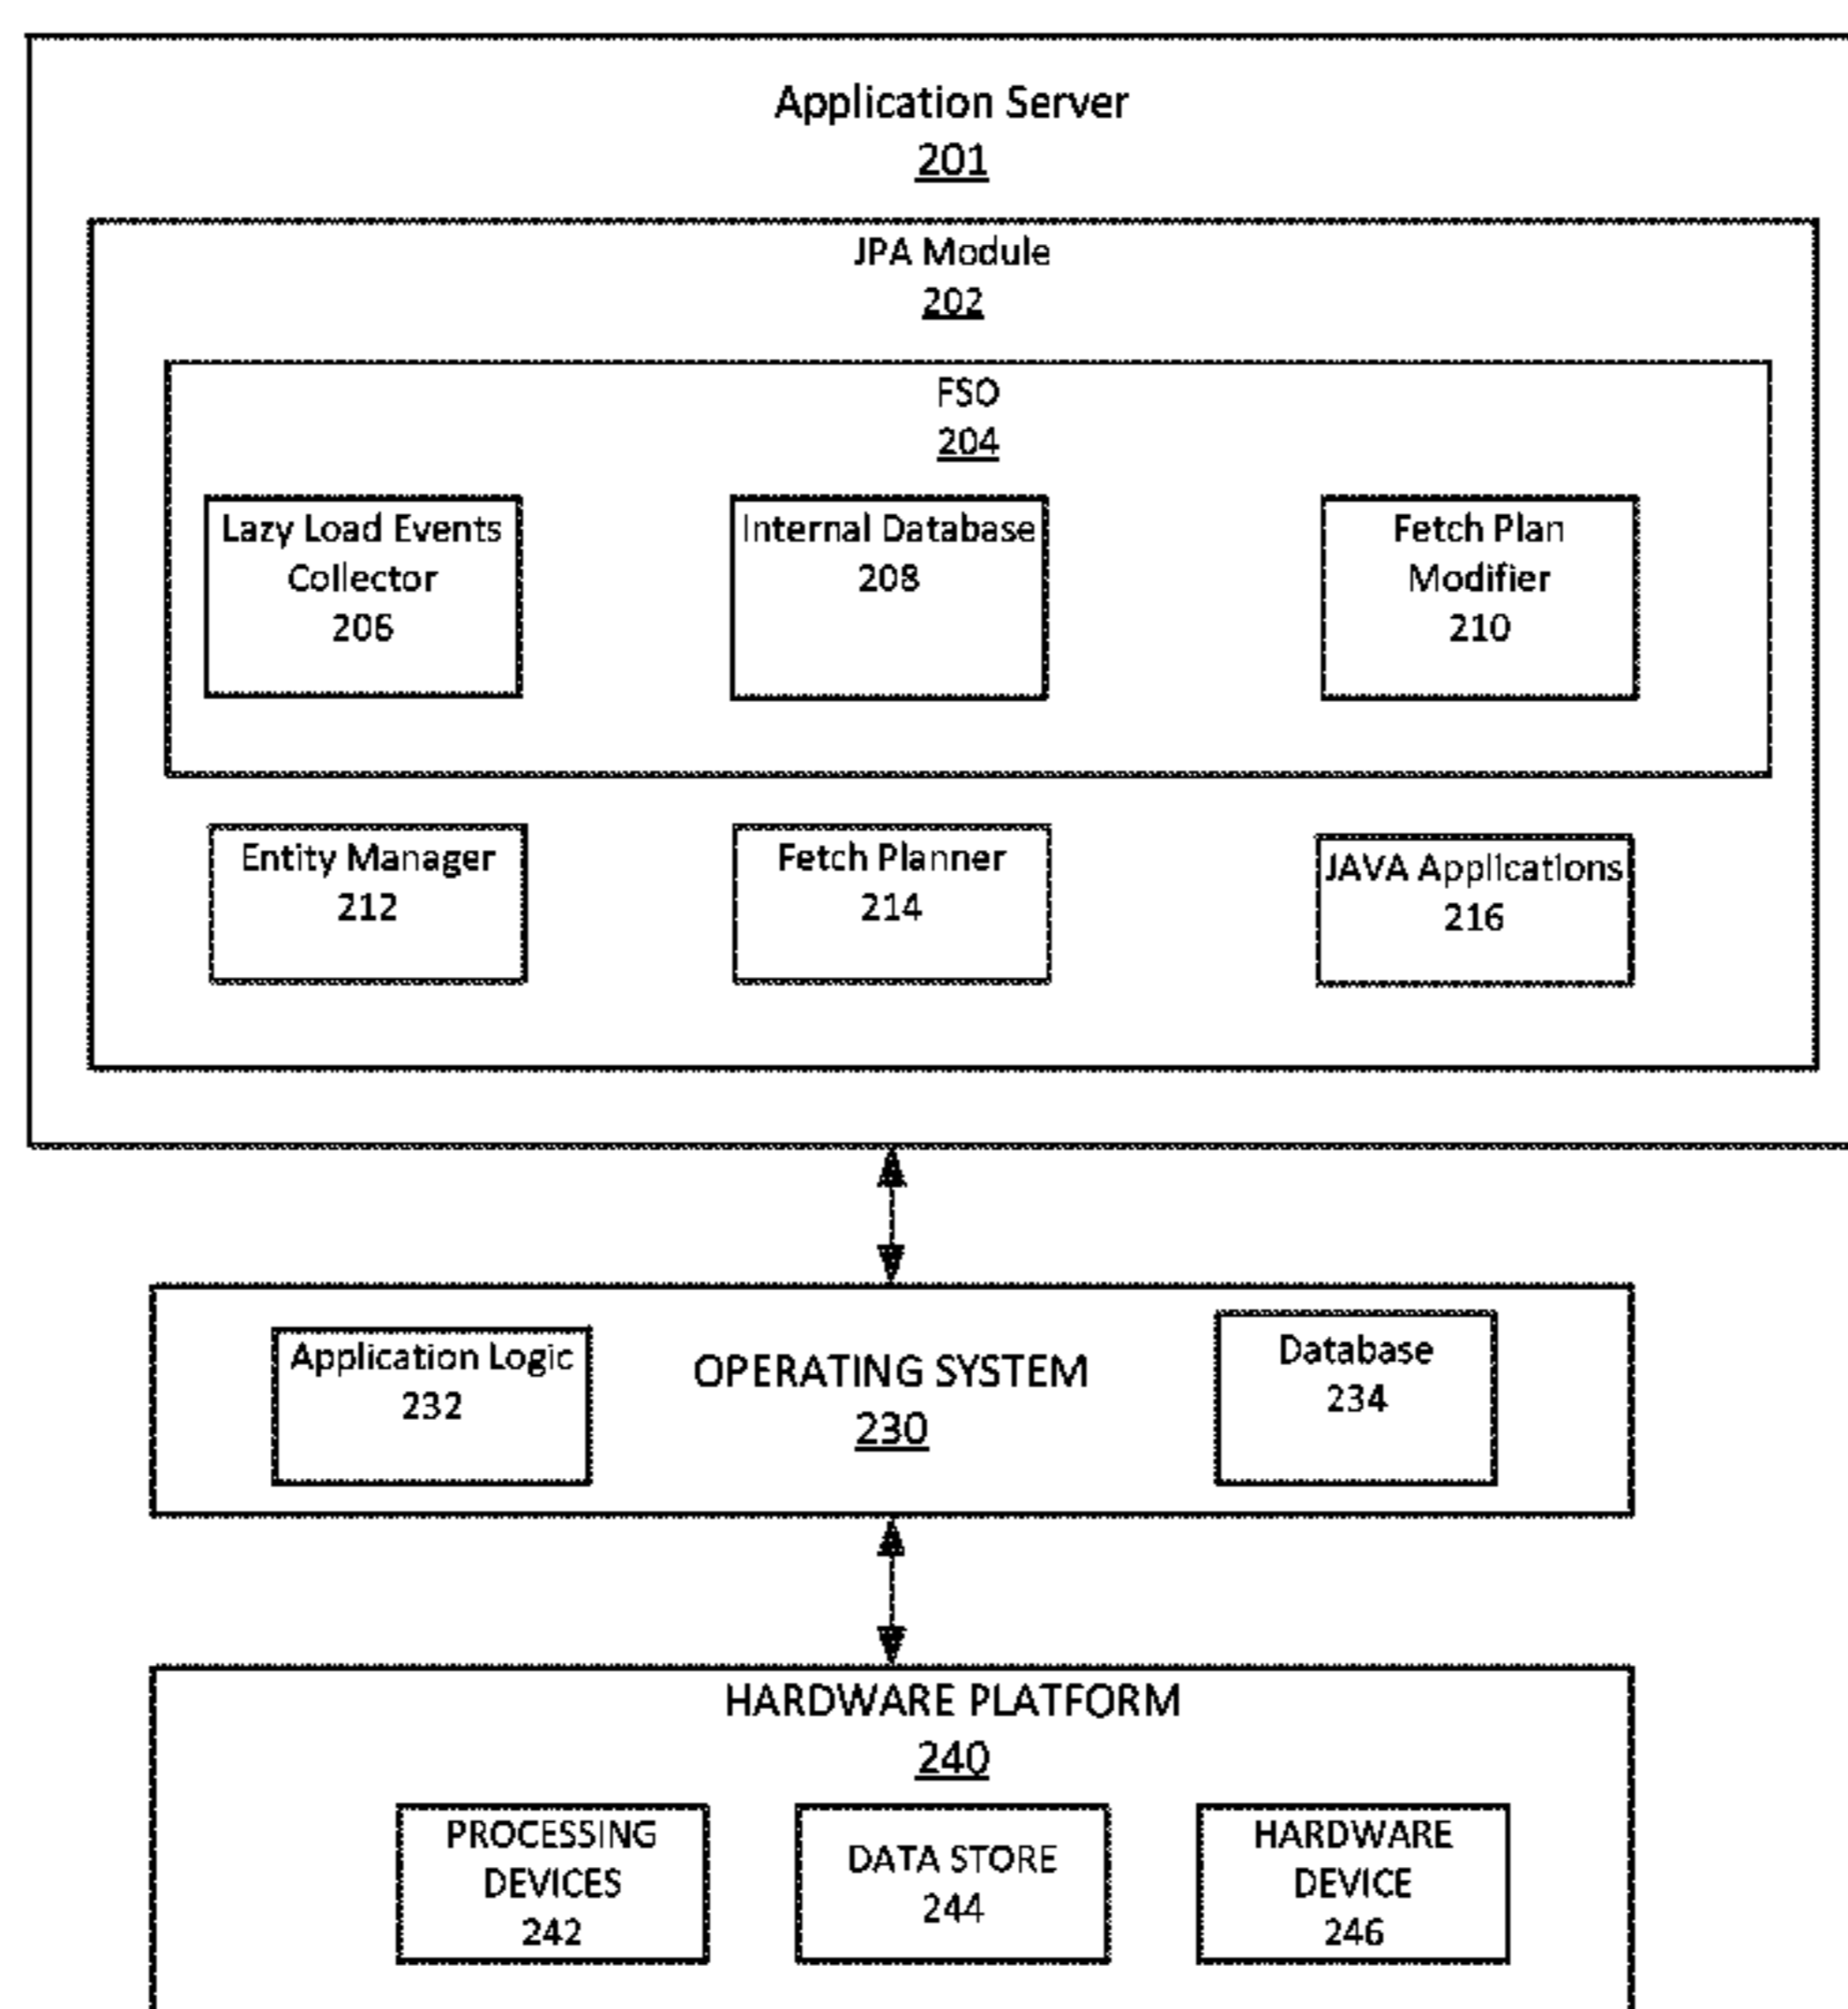 Application Server
201
JPA Module
202
FSO
204
Lazy Load Events
Collector
206
Internal Database
208
Fetch Plan
Modifier
210
Entity Manager
212
Fetch Planner
214
JAVA Applications
216
Application Logic
232
OPERATING SYSTEM
230
Database
234
HARDWARE PLATFORM
240
PROCESSING
DEVICES
242
DATA STORE
244
HARDWARE
DEVICE
246